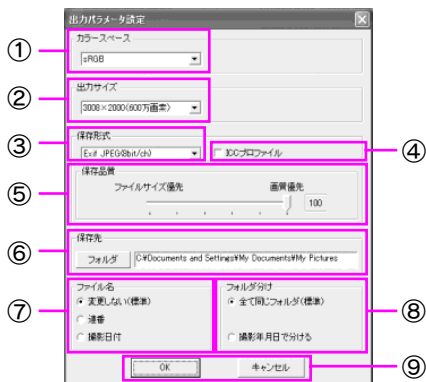 出力パラメータ設定
① カラースペース
sRGB
② 出力サイズ
3008×2000(600万画素)
③ 保存形式
Exif JPEG(8bit/ch)
ICCプロファイル ④
⑤ 保存品質
ファイルサイズ優先 画質優先
100
⑥ 保存先
フォルダ C:¥Documents and Settings¥My Documents¥My Pictures
⑦ ファイル名
変更しない(標準)
連番
撮影日付
フォルダ分け ⑧
全て同じフォルダ(標準)
撮影年月日で分ける
OK キャンセル ⑨